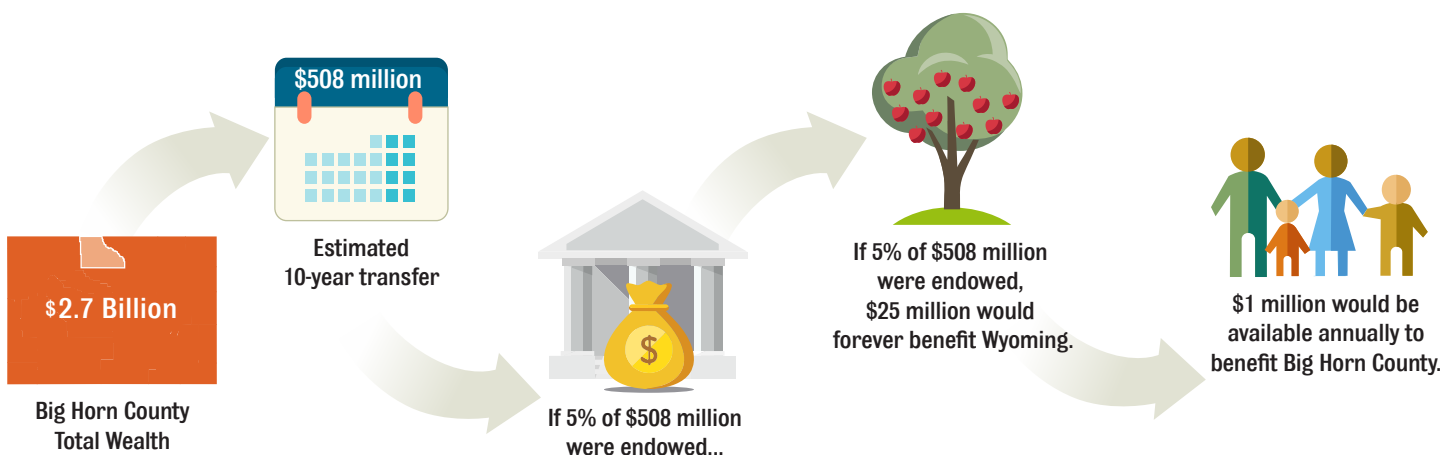 $2.7 Billion
Big Horn County
Total Wealth
$508 million
Estimated
10-year transfer
$
If 5% of $508 million
were endowed...
If 5% of $508 million
were endowed,
$25 million would
forever benefit Wyoming.
$1 million would be
available annually to
benefit Big Horn County.